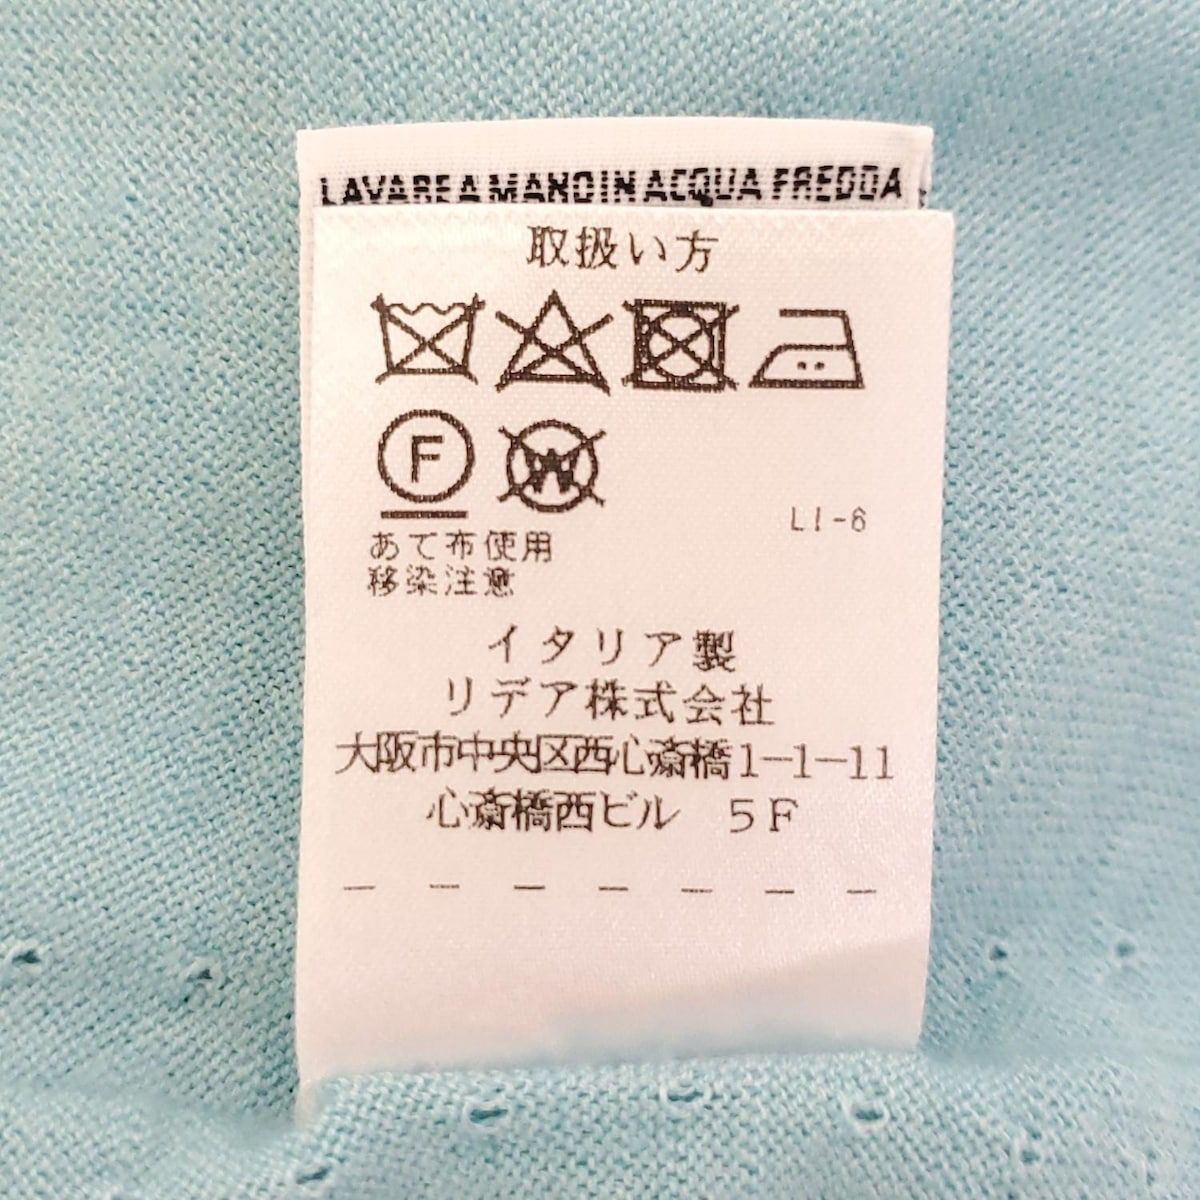 LAVARE A MANO IN ACQUA FREDDA
取扱い方
F W
LI-6
あて布使用
移染注意
イタリア製
リデア株式会社
大阪市中央区西心斎橋1-1-11
心斎橋西ビル 5F